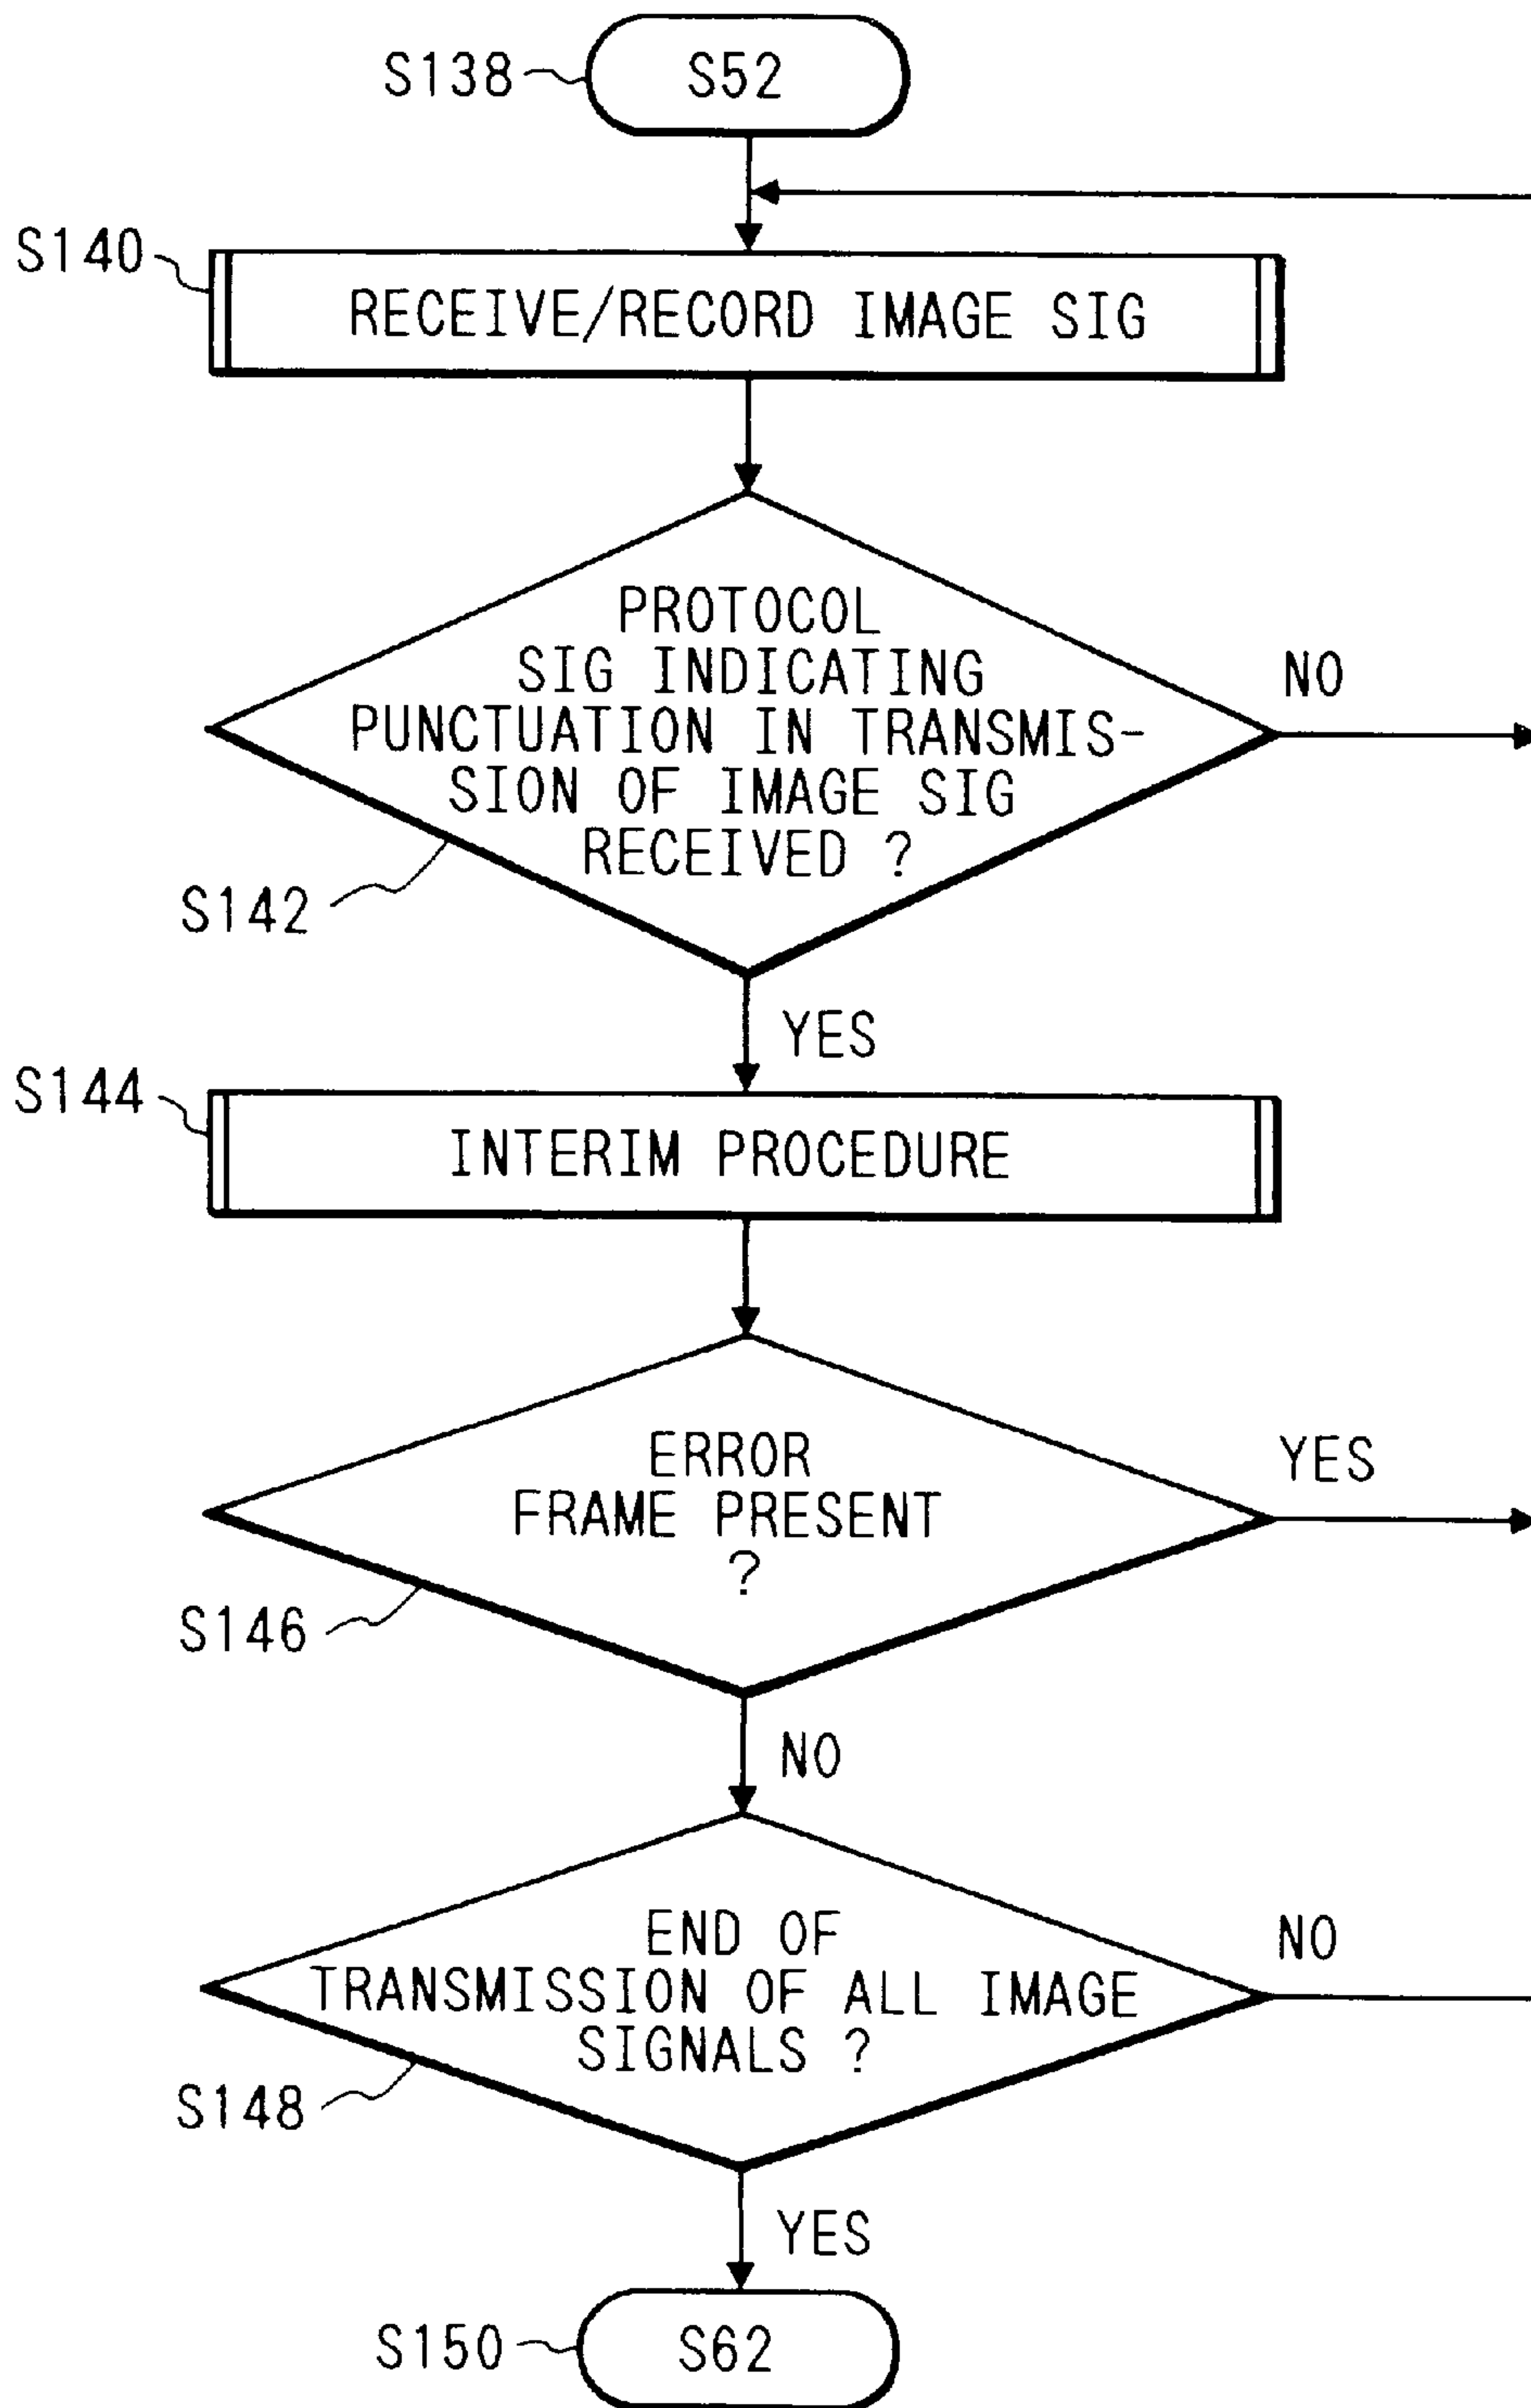 S138
S52
S140
RECEIVE/RECORD IMAGE SIG
PROTOCOL
SIG INDICATING
PUNCTUATION IN TRANSMIS-
SION OF IMAGE SIG
RECEIVED ?
NO
S142
YES
S144
INTERIM PROCEDURE
ERROR
FRAME PRESENT
?
YES
S146
NO
END OF
TRANSMISSION OF ALL IMAGE
SIGNALS ?
NO
S148
YES
S150
S62